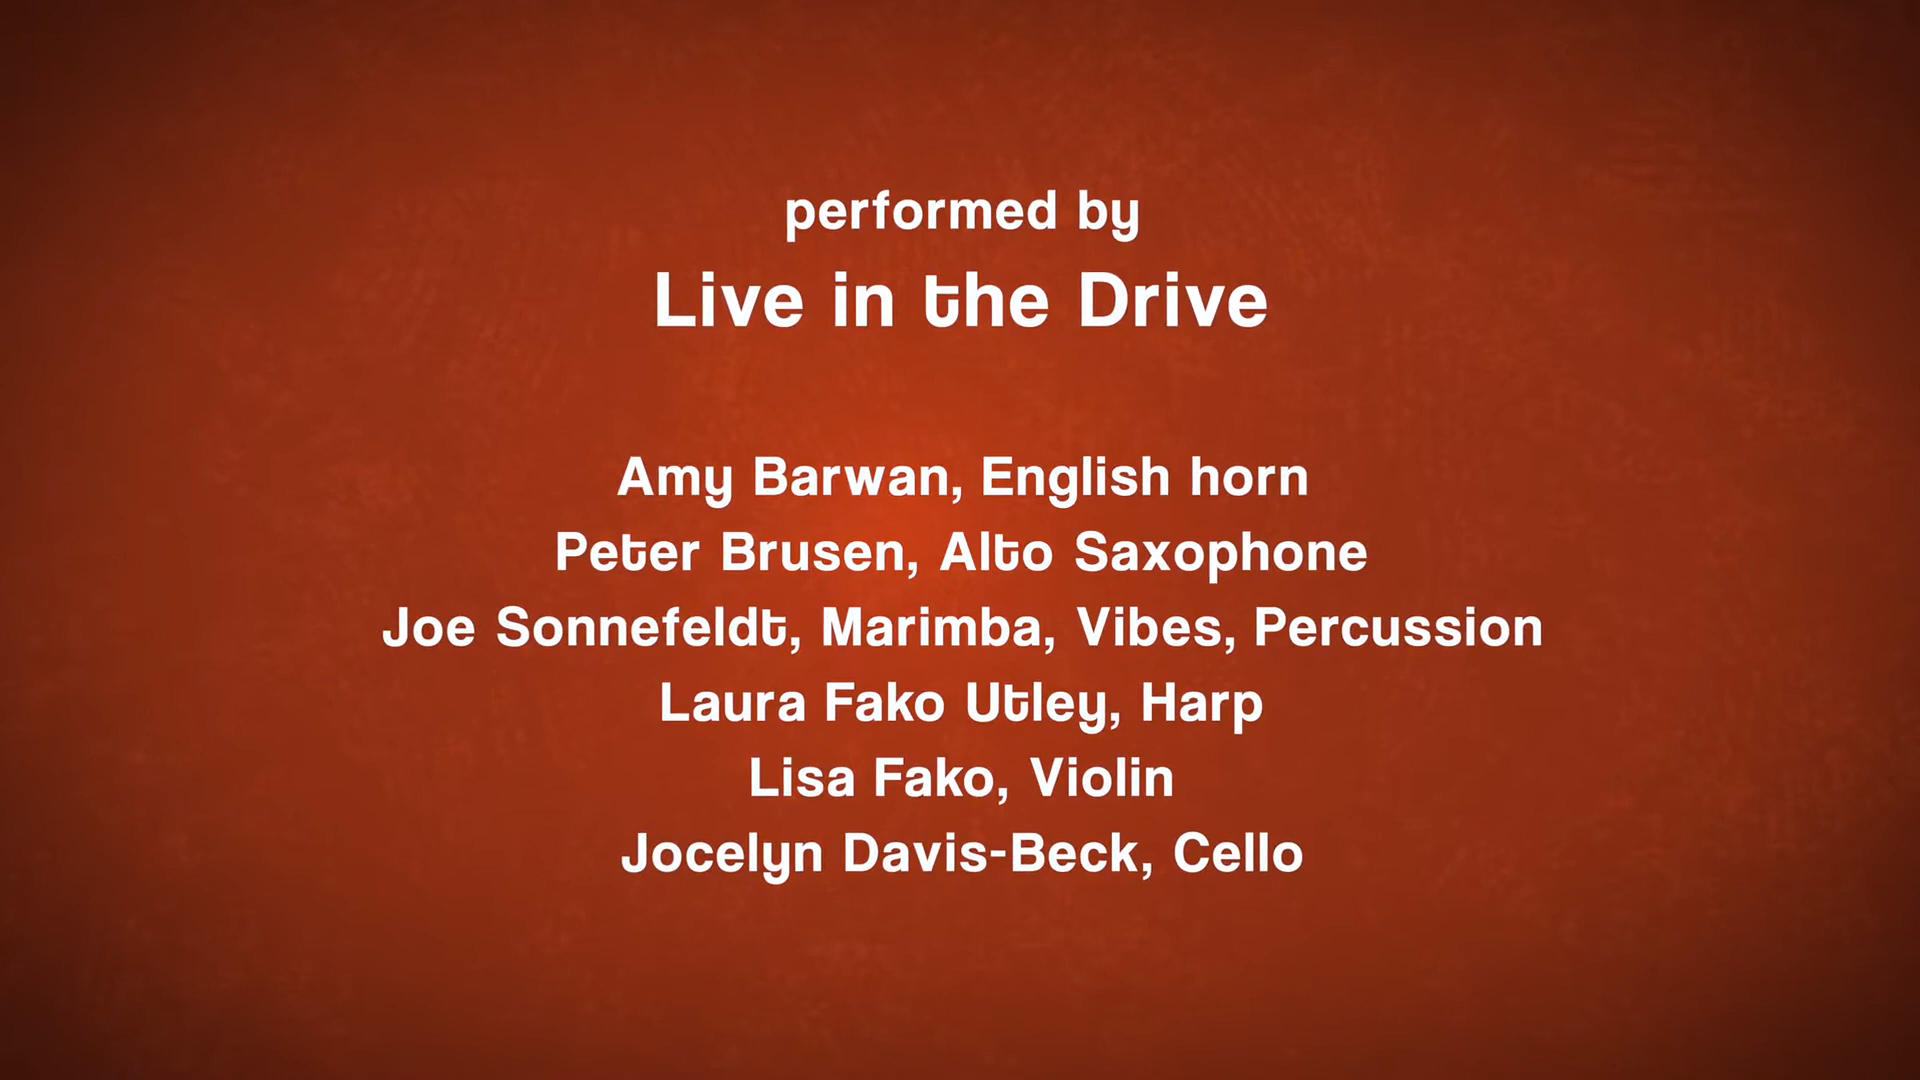 performed by
Live in the Drive
Amy Barwan, English horn
Peter Brusen, Alto Saxophone
Joe Sonnefeldt, Marimba, Vibes, Percussion
Laura Fako Utley, Harp
Lisa Fako, Violin
Jocelyn Davis-Beck, Cello